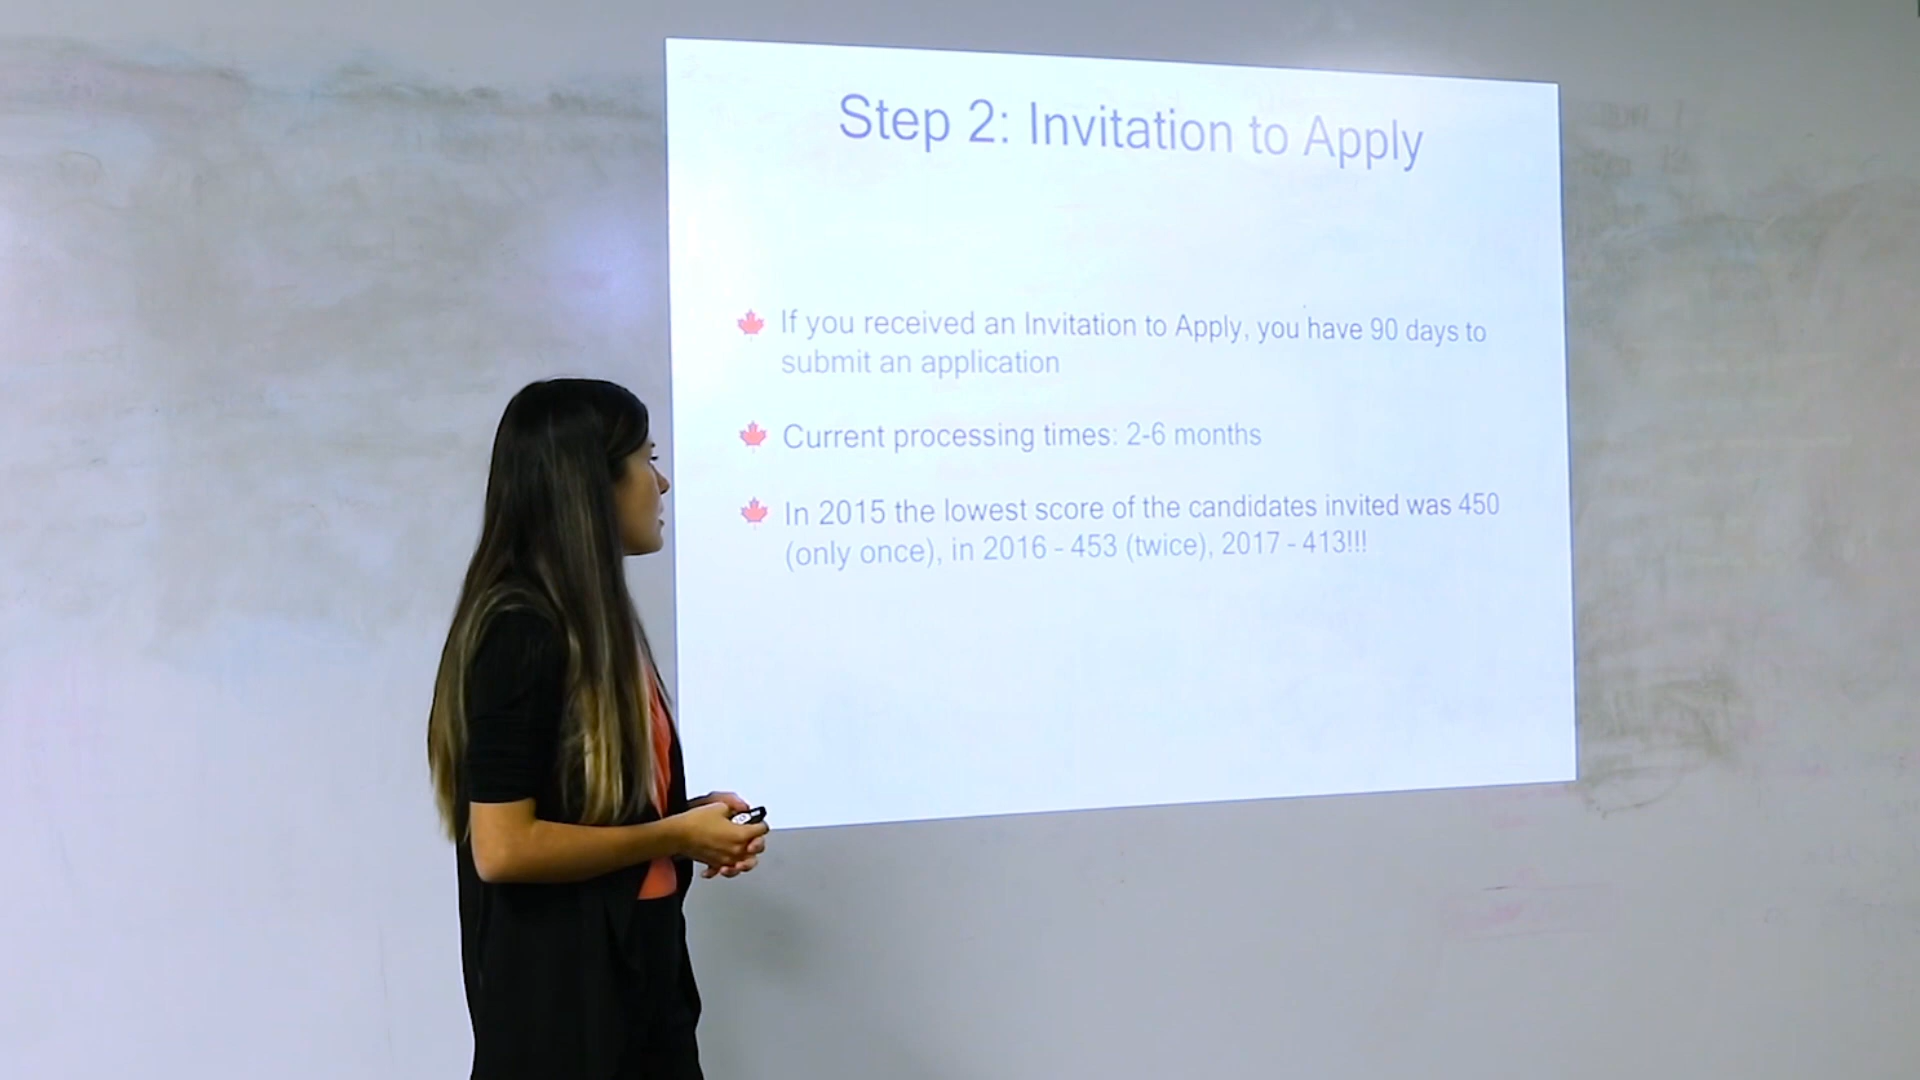 Step 2: Invitation to Apply
If you received an Invitation to Apply, you have 90 days to
submit an application
Current processing times: 2-6 months
In 2015 the lowest score of the candidates invited was 450
(only once), in 2016 - 453 (twice), 2017 - 413!!!